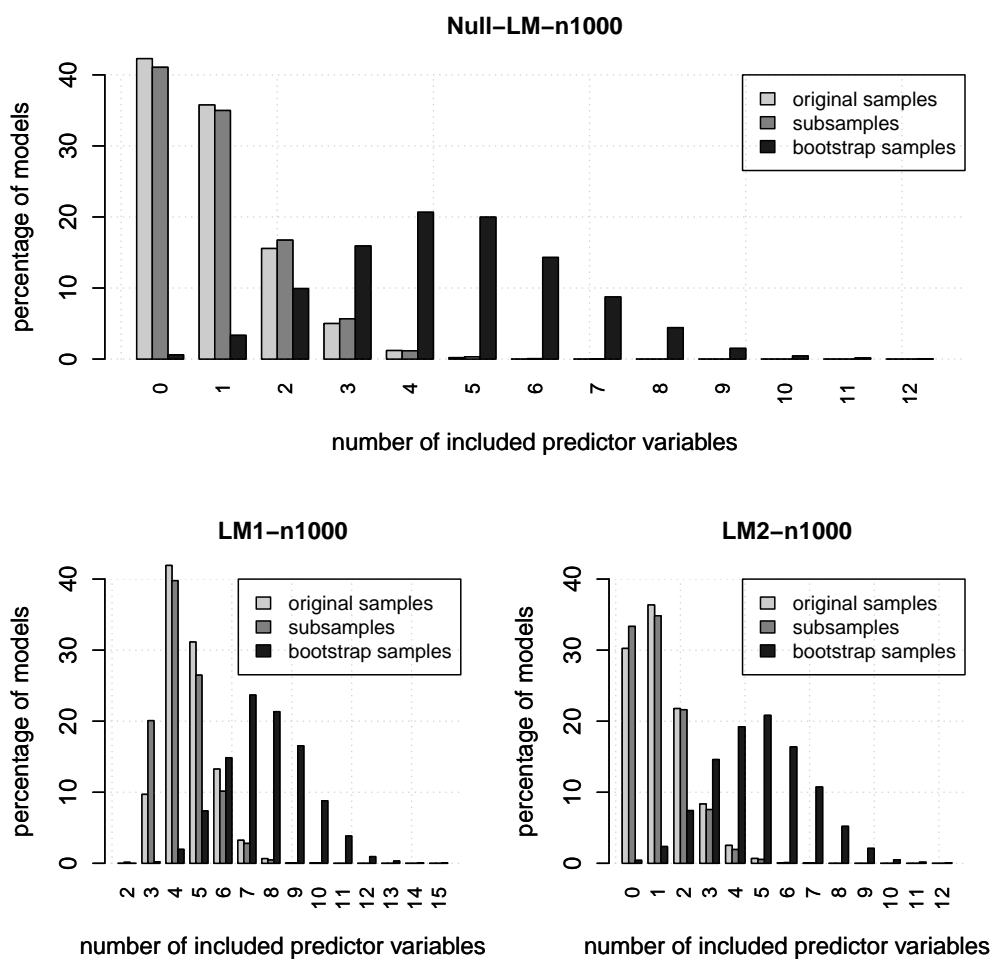 Null−LM−n1000
percentage of models
40
30
20
10
0
original samples
subsamples
bootstrap samples
0 1 2 3 4 5 6 7 8 9 10 11 12
number of included predictor variables
LM1−n1000
percentage of models
40
30
20
10
0
original samples
subsamples
bootstrap samples
2 3 4 5 6 7 8 9 10 11 12 13 14 15
number of included predictor variables
LM2−n1000
percentage of models
40
30
20
10
0
original samples
subsamples
bootstrap samples
0 1 2 3 4 5 6 7 8 9 10 11 12
number of included predictor variables